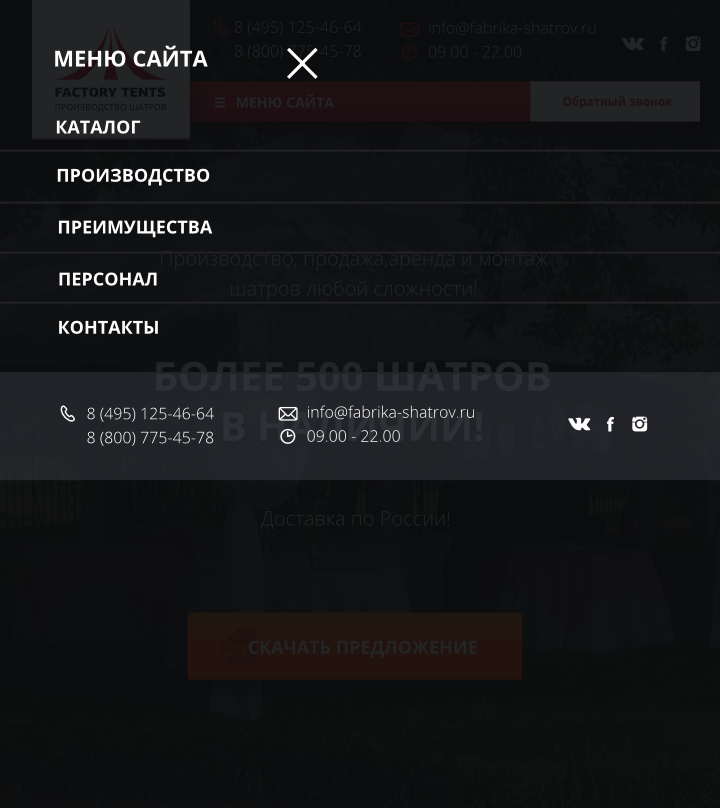 8 (495) 125-46-64
info@fabrika-shatrov.ru
8 (800) 775-45-78
09.00 - 22.00
МЕНЮ САЙТА
FACTORY TENTS
ПРОИЗВОДСТВО ШАТРОВ
МЕНЮ САЙТА
Обратный звонок
КАТАЛОГ
ПРОИЗВОДСТВО
ПРЕИМУЩЕСТВА
Производство, продажа,аренда и монтаж
ПЕРСОНАЛ
шатров любой сложности!
КОНТАКТЫ
БОЛЕЕ 500 ШАТРОВ
В НАЛИЧИИ!
8 (495) 125-46-64
info@fabrika-shatrov.ru
8 (800) 775-45-78
09.00 - 22.00
Доставка по России!
СКАЧАТЬ ПРЕДЛОЖЕНИЕ